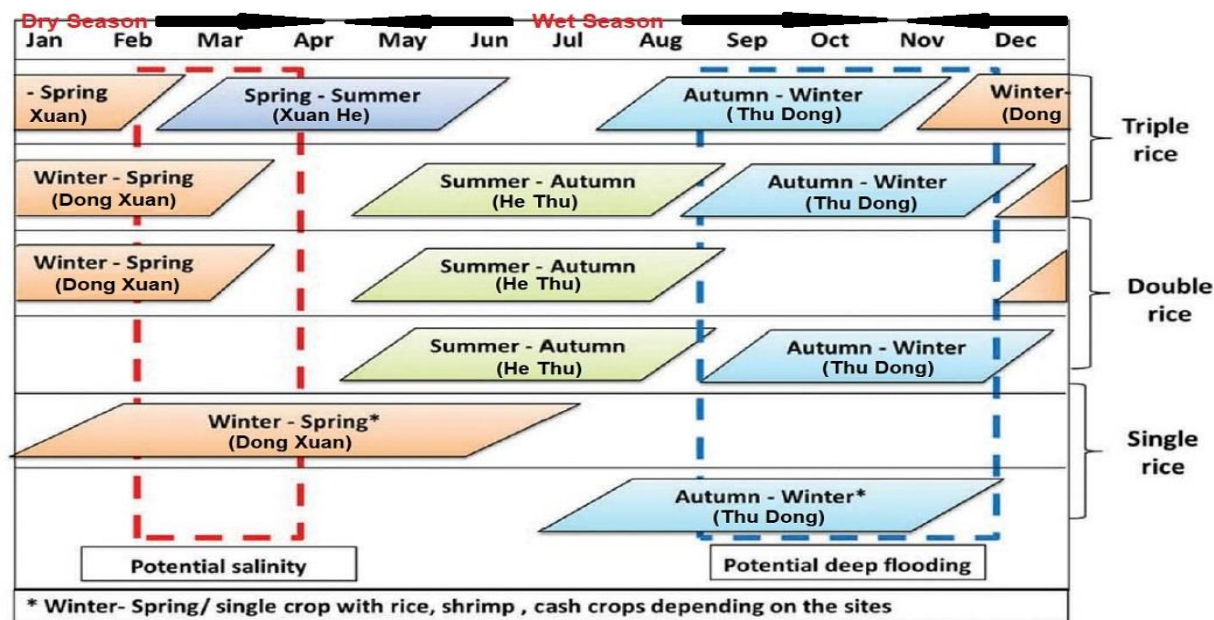 Dry Season Wet Season
Jan Feb Mar Apr May Jun Jul Aug Sep Oct Nov Dec
- Spring
Xuan)
Spring - Summer
(Xuan He)
Autumn - Winter
(Thu Dong)
Winter-
(Dong
Triple
rice
Winter - Spring
(Dong Xuan)
Summer - Autumn
(He Thu)
Autumn - Winter
(Thu Dong)
Winter - Spring
(Dong Xuan)
Summer - Autumn
(He Thu)
Double
rice
Summer - Autumn
(He Thu)
Autumn - Winter
(Thu Dong)
Winter - Spring*
(Dong Xuan)
Single
rice
Autumn - Winter*
(Thu Dong)
Potential salinity
Potential deep flooding
* Winter- Spring/ single crop with rice, shrimp , cash crops depending on the sites